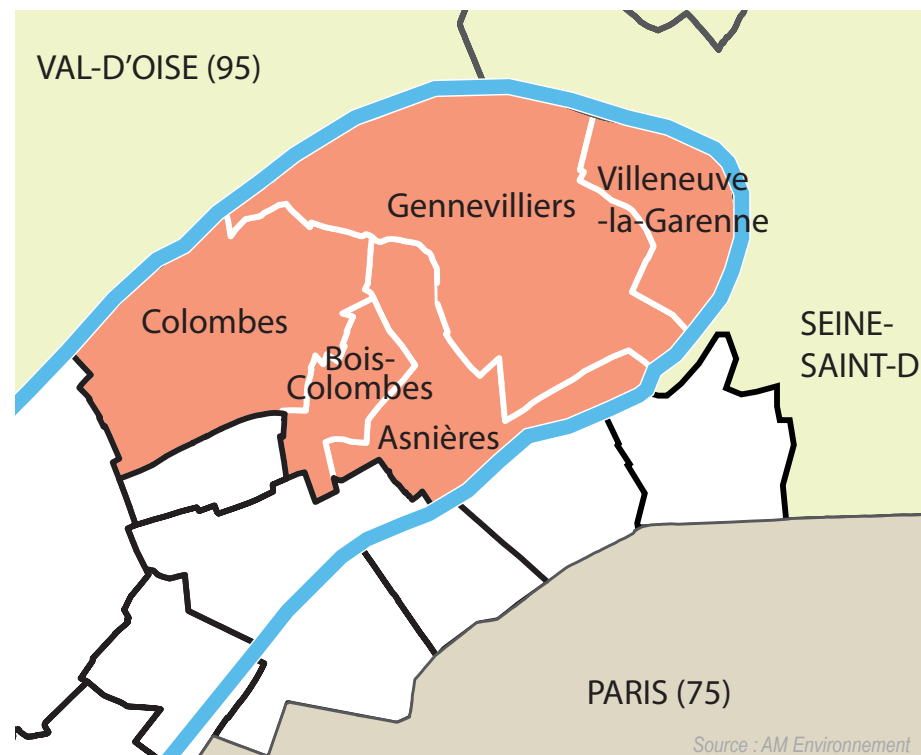 VAL-D'OISE (95)
Villeneuve
-la-Garenne
Gennevilliers
Colombes
Bois-
Colombes
Asnières
SEINE-
SAINT-D
PARIS (75)
Source : AM Environnement